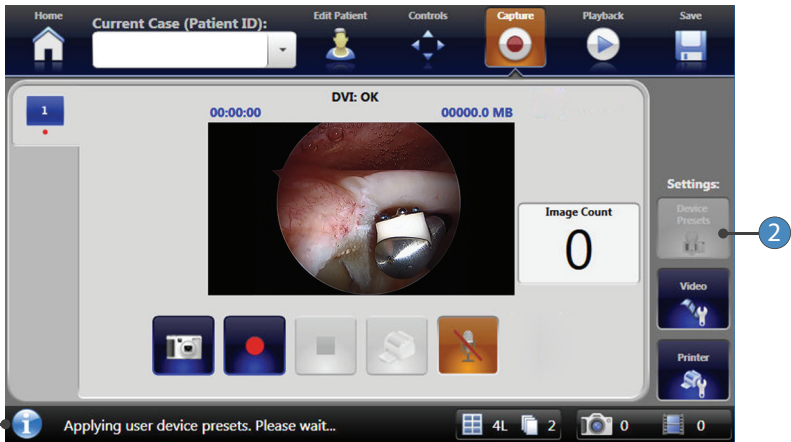 Home
Current Case (Patient ID):
Edit Patient
Controls
Capture
Playback
Save
1
DVI: OK
00:00:00
00000.0 MB
Image Count
0
Settings:
Device
Presets
2
Video
Printer
Applying user device presets. Please wait...
4L
2
0
0